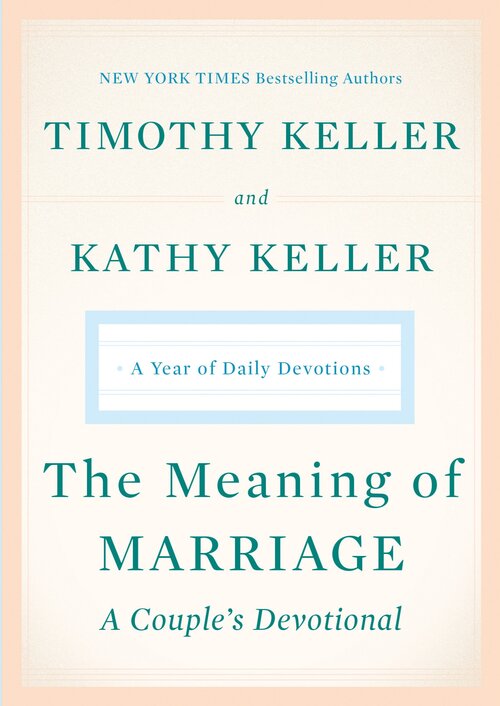 NEW YORK TIMES Bestselling Authors
TIMOTHY KELLER
and
KATHY KELLER
A Year of Daily Devotions
The Meaning of
MARRIAGE
A Couple's Devotional